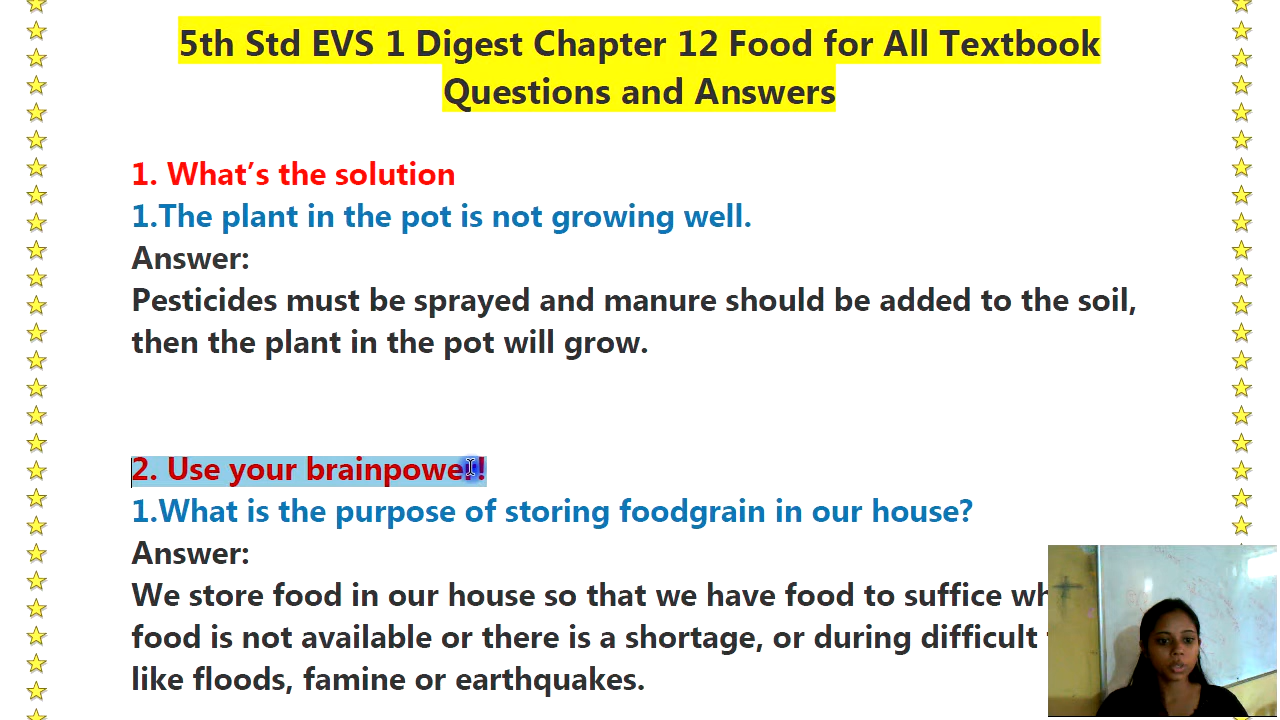 5th Std EVS 1 Digest Chapter 12 Food for All Textbook
Questions and Answers
1. What’s the solution
1.The plant in the pot is not growing well.
Answer:
Pesticides must be sprayed and manure should be added to the soil,
then the plant in the pot will grow.
2. Use your brainpower!
1.What is the purpose of storing foodgrain in our house?
Answer:
We store food in our house so that we have food to suffice
food is not available or there is a shortage, or during difficult
like floods, famine or earthquakes.